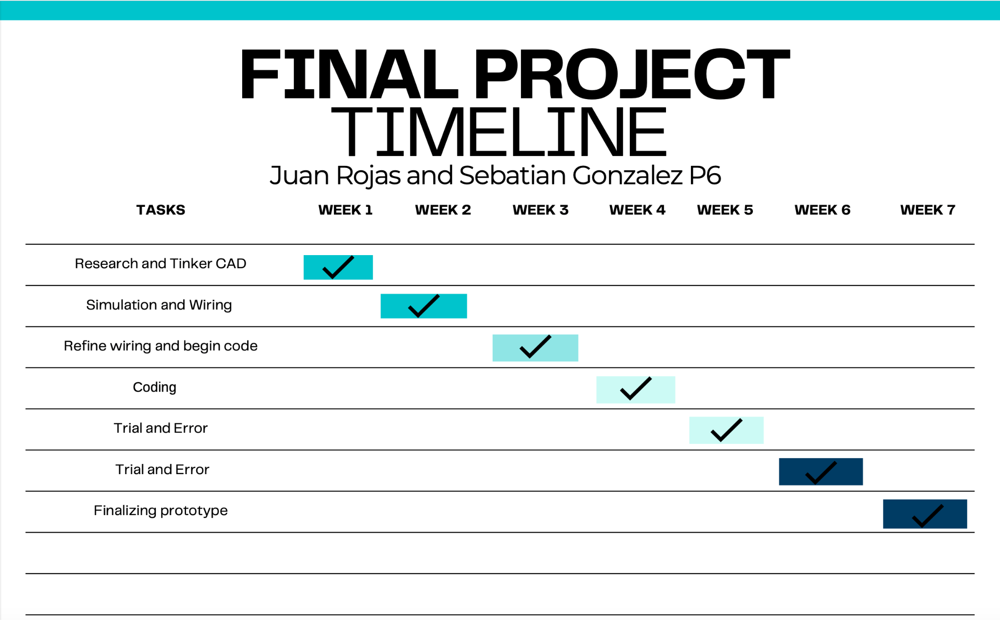 FINAL PROJECT
TIMELINE
Juan Rojas and Sebatian Gonzalez P6
TASKS WEEK 1 WEEK 2 WEEK 3 WEEK 4 WEEK 5 WEEK 6 WEEK 7
Research and Tinker CAD
Simulation and Wiring
Refine wiring and begin code
Coding
Trial and Error
Trial and Error
Finalizing prototype